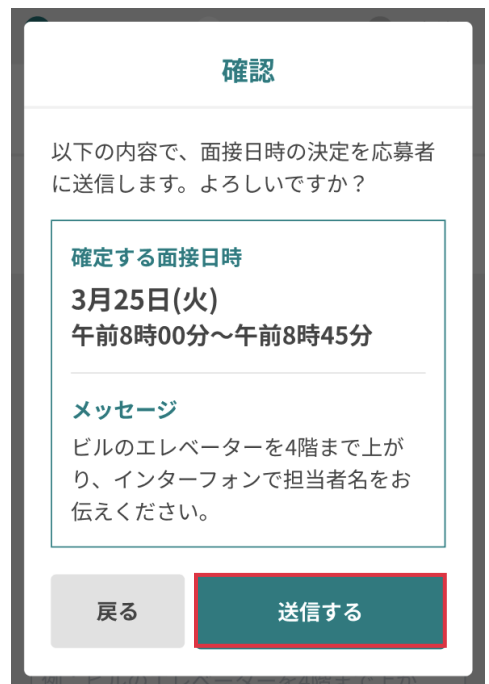 確認
以下の内容で、面接日時の決定を応募者
に送信します。よろしいですか？
確定する面接日時
3月25日(火)
午前8時00分〜午前8時45分
メッセージ
ビルのエレベーターを4階まで上が
り、インターフォンで担当者名をお
伝えください。
戻る
送信する